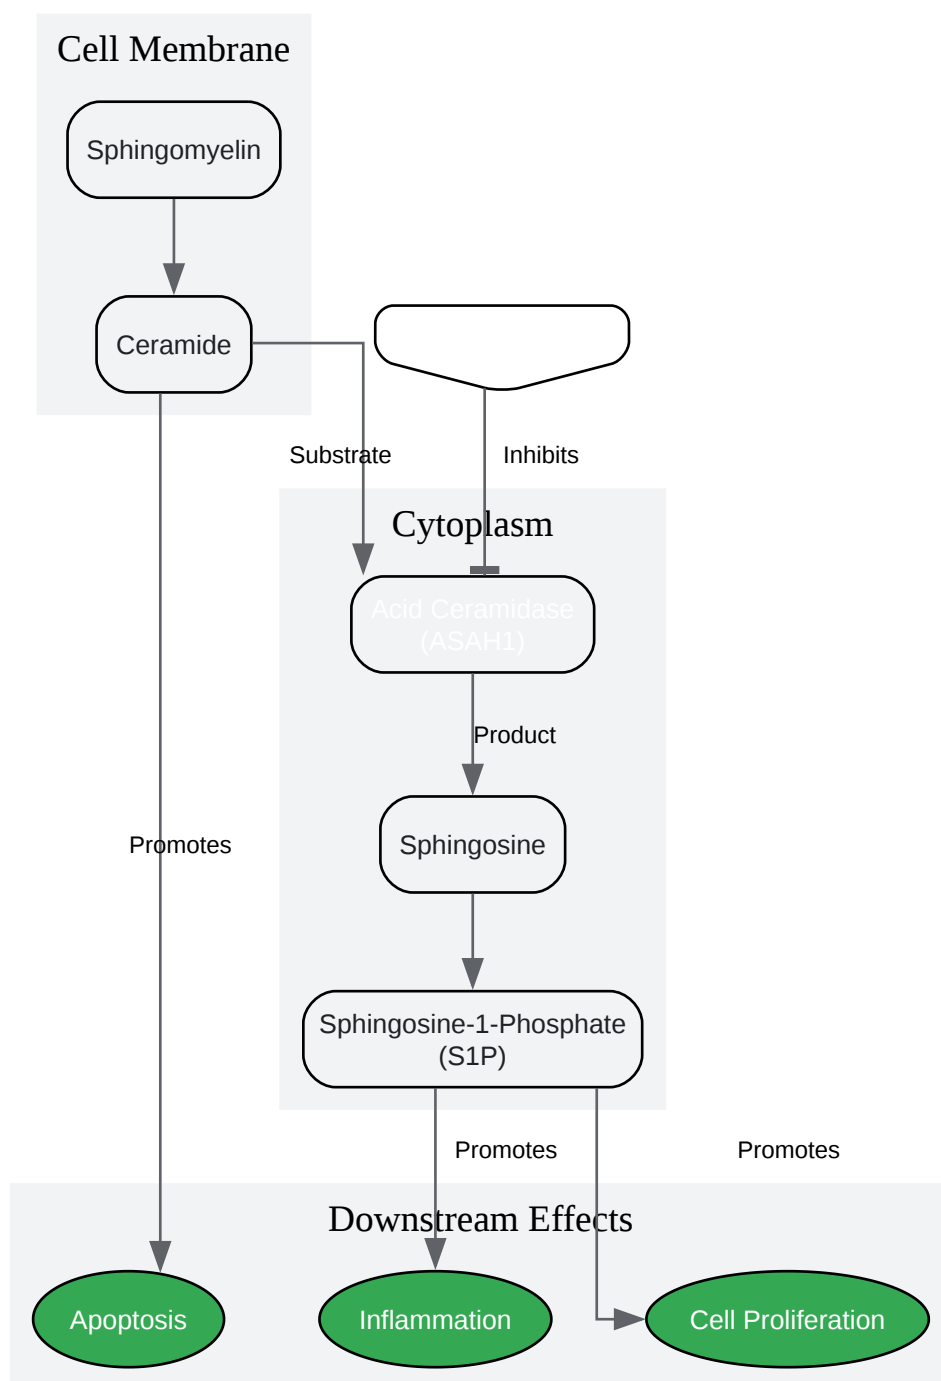 Cell Membrane
Sphingomyelin
Ceramide
Substrate
Inhibits
Cytoplasm
Acid Ceramidase
(ASAH1)
Product
Sphingosine
Promotes
Sphingosine-1-Phosphate
(S1P)
Promotes
Promotes
Downstream Effects
Apoptosis
Inflammation
Cell Proliferation